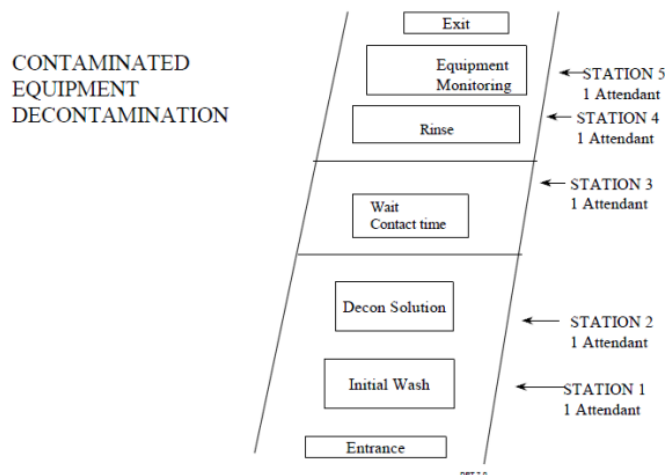 CONTAMINATED
EQUIPMENT
DECONTAMINATION
Exit
Equipment
Monitoring
STATION 5
1 Attendant
Rinse
STATION 4
1 Attendant
Wait
Contact time
STATION 3
1 Attendant
Decon Solution
STATION 2
1 Attendant
Initial Wash
STATION 1
1 Attendant
Entrance